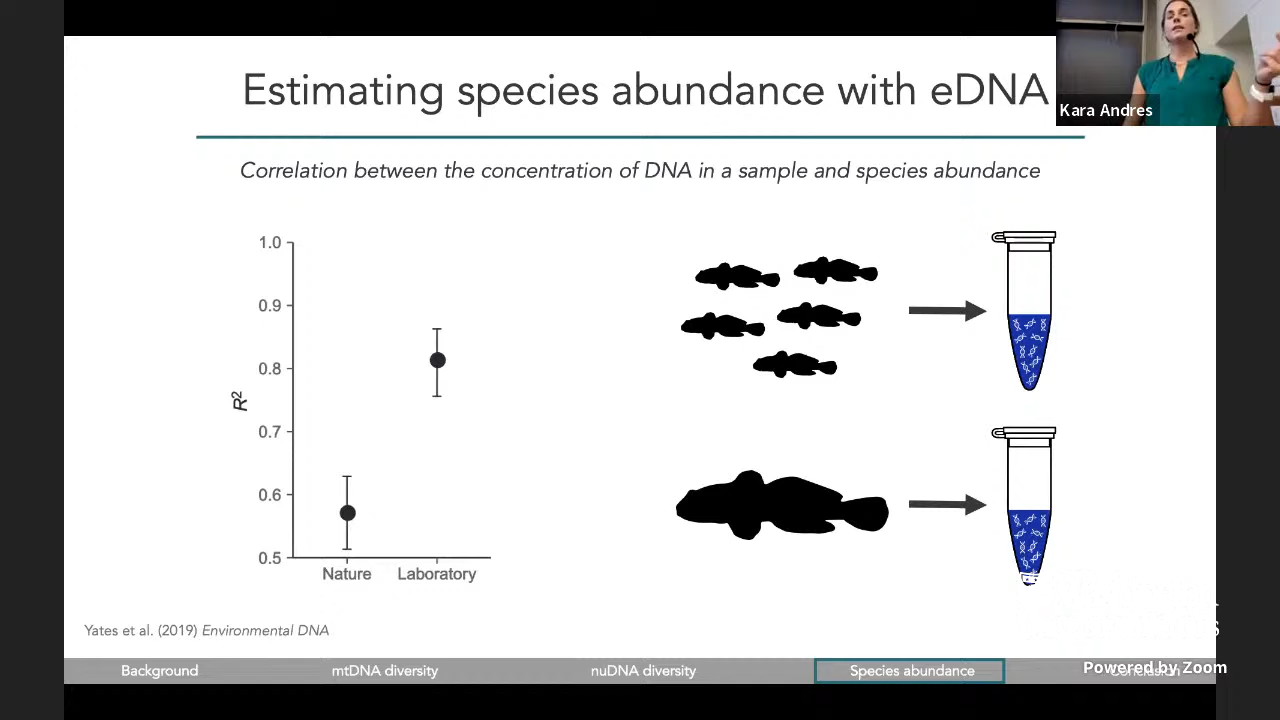 Estimating species abundance with eDNA
Kara Andres
Correlation between the concentration of DNA in a sample and species abundance
1.0
0.9
0.8
0.7
0.6
0.5
R²
Nature
Laboratory
Yates et al. (2019) Environmental DNA
Background
mtDNA diversity
nuDNA diversity
Species abundance
Conclusion
Powered by Zoom